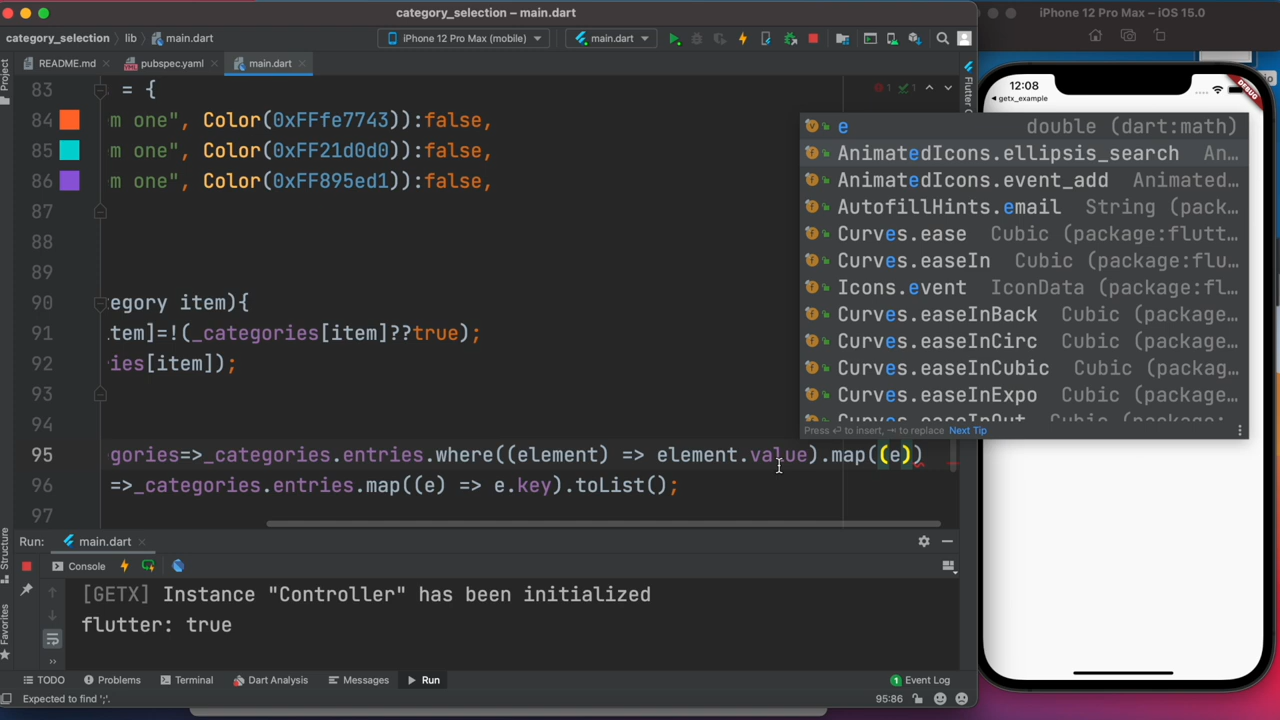 category_selection – main.dart
iPhone 12 Pro Max – iOS 15.0
category_selection
lib
main.dart
iPhone 12 Pro Max (mobile)
main.dart
README.md
pubspec.yaml
main.dart
Project
Structure
Favorites
83 = {
84 m one", Color(0xFFfe7743)):false,
85 m one", Color(0xFF21d0d0)):false,
86 m one", Color(0xFF895ed1)):false,
87
88
89
90 egory item){
91 item]=!(_categories[item]??true);
92 ies[item]);
93
94
95 gories=>_categories.entries.where((element) => element.value).map((e))
96 =>_categories.entries.map((e) => e.key).toList();
97
1 1
e double (dart:math)
AnimatedIcons.ellipsis_search An…
AnimatedIcons.event_add Animated…
AutofillHints.email String (pack…
Curves.ease Cubic (package:flutt…
Curves.easeIn Cubic (package:flu…
Icons.event IconData (package:fl…
Curves.easeInBack Cubic (package…
Curves.easeInCirc Cubic (package…
Curves.easeInCubic Cubic (packag…
Curves.easeInExpo Cubic (package…
Curves.easeInOut Cubic (package:
Press ⏎ to insert, ⇥ to replace Next Tip
12:08
getx_example
DEBUG
Run: main.dart
Console
[GETX] Instance "Controller" has been initialized
flutter: true
TODO
Problems
Terminal
Dart Analysis
Messages
Run
1 Event Log
Expected to find ';'.
95:86